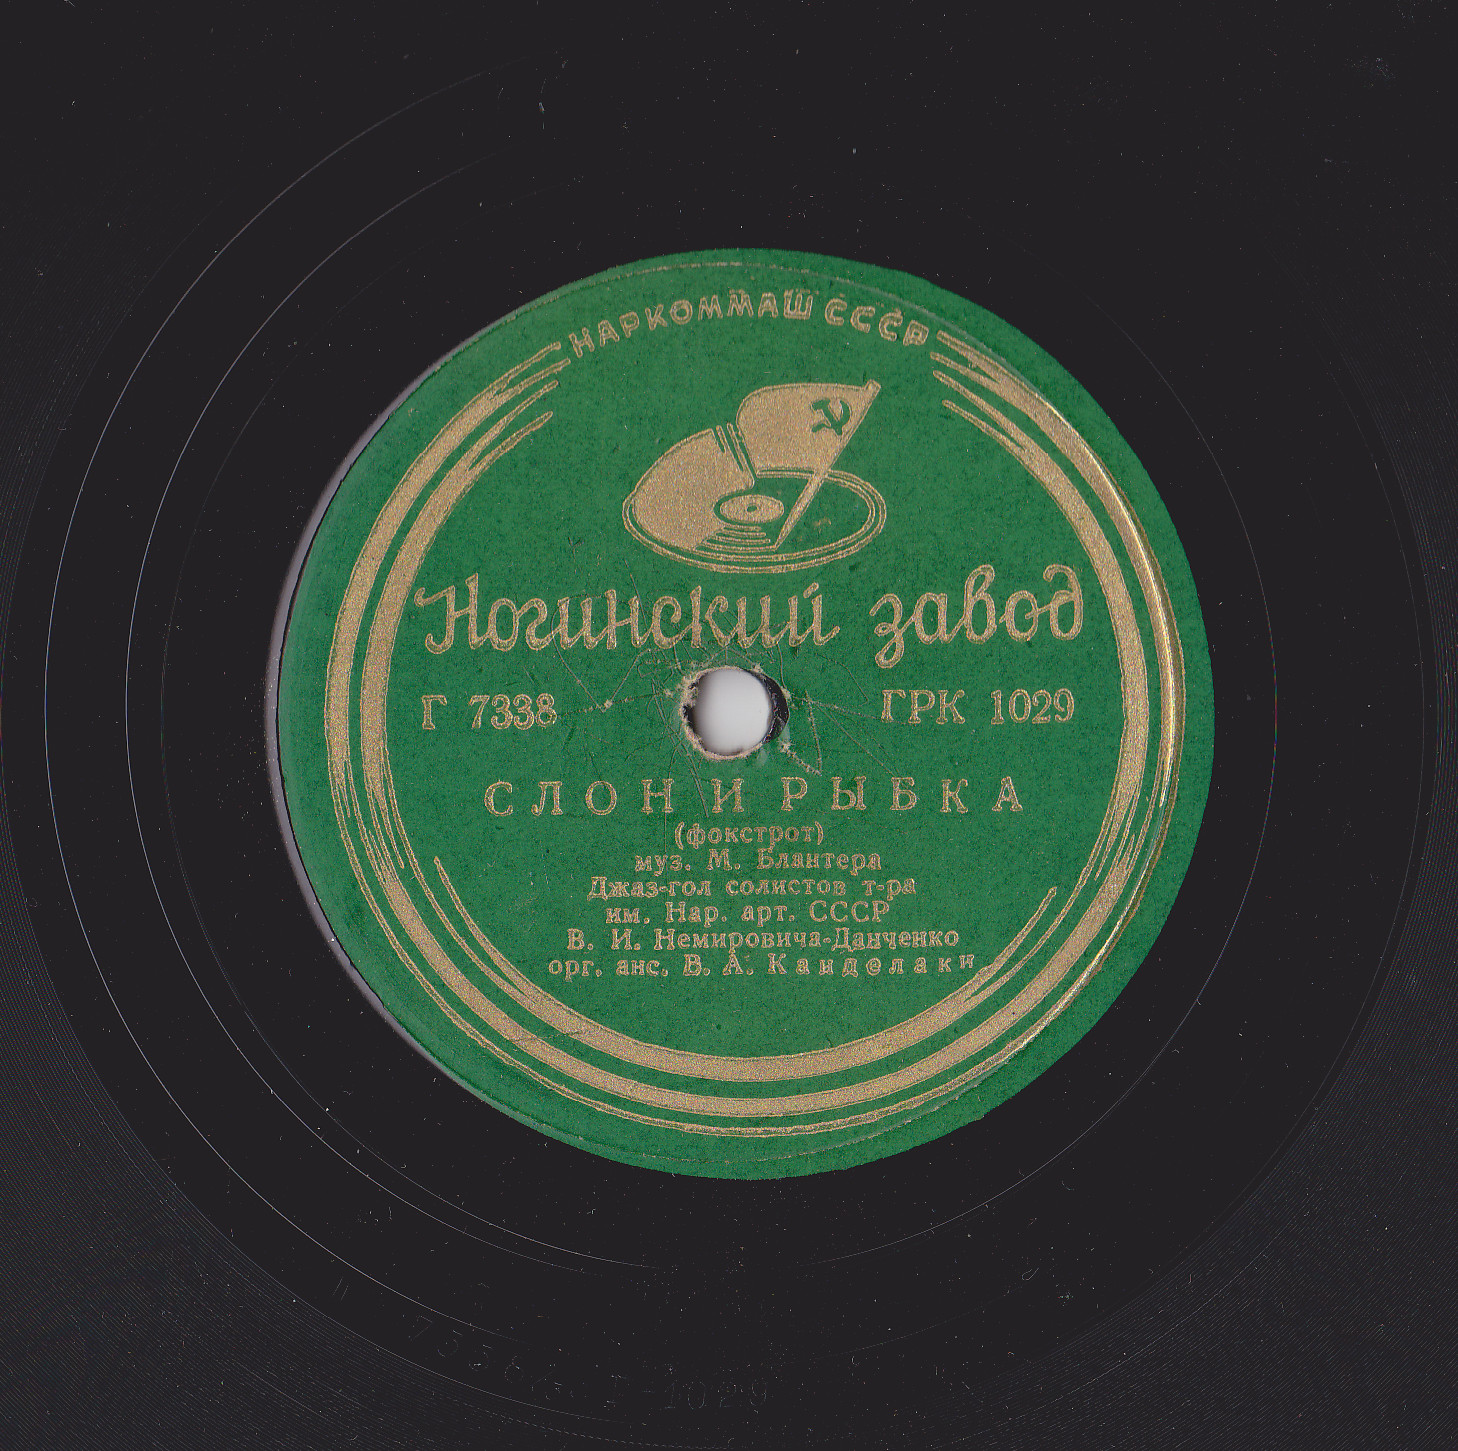 НАРКОММАШ СССР
Ногинский завод
Г 7338 ГРК 1029
СЛОН И РЫБКА
(фокстрот)
муз. М. Блантера
Джаз-гол солистов т-ра
им. Нар. арт. СССР
В. И. Немировича-Данченко
орг. анс. В. А. Канделаки